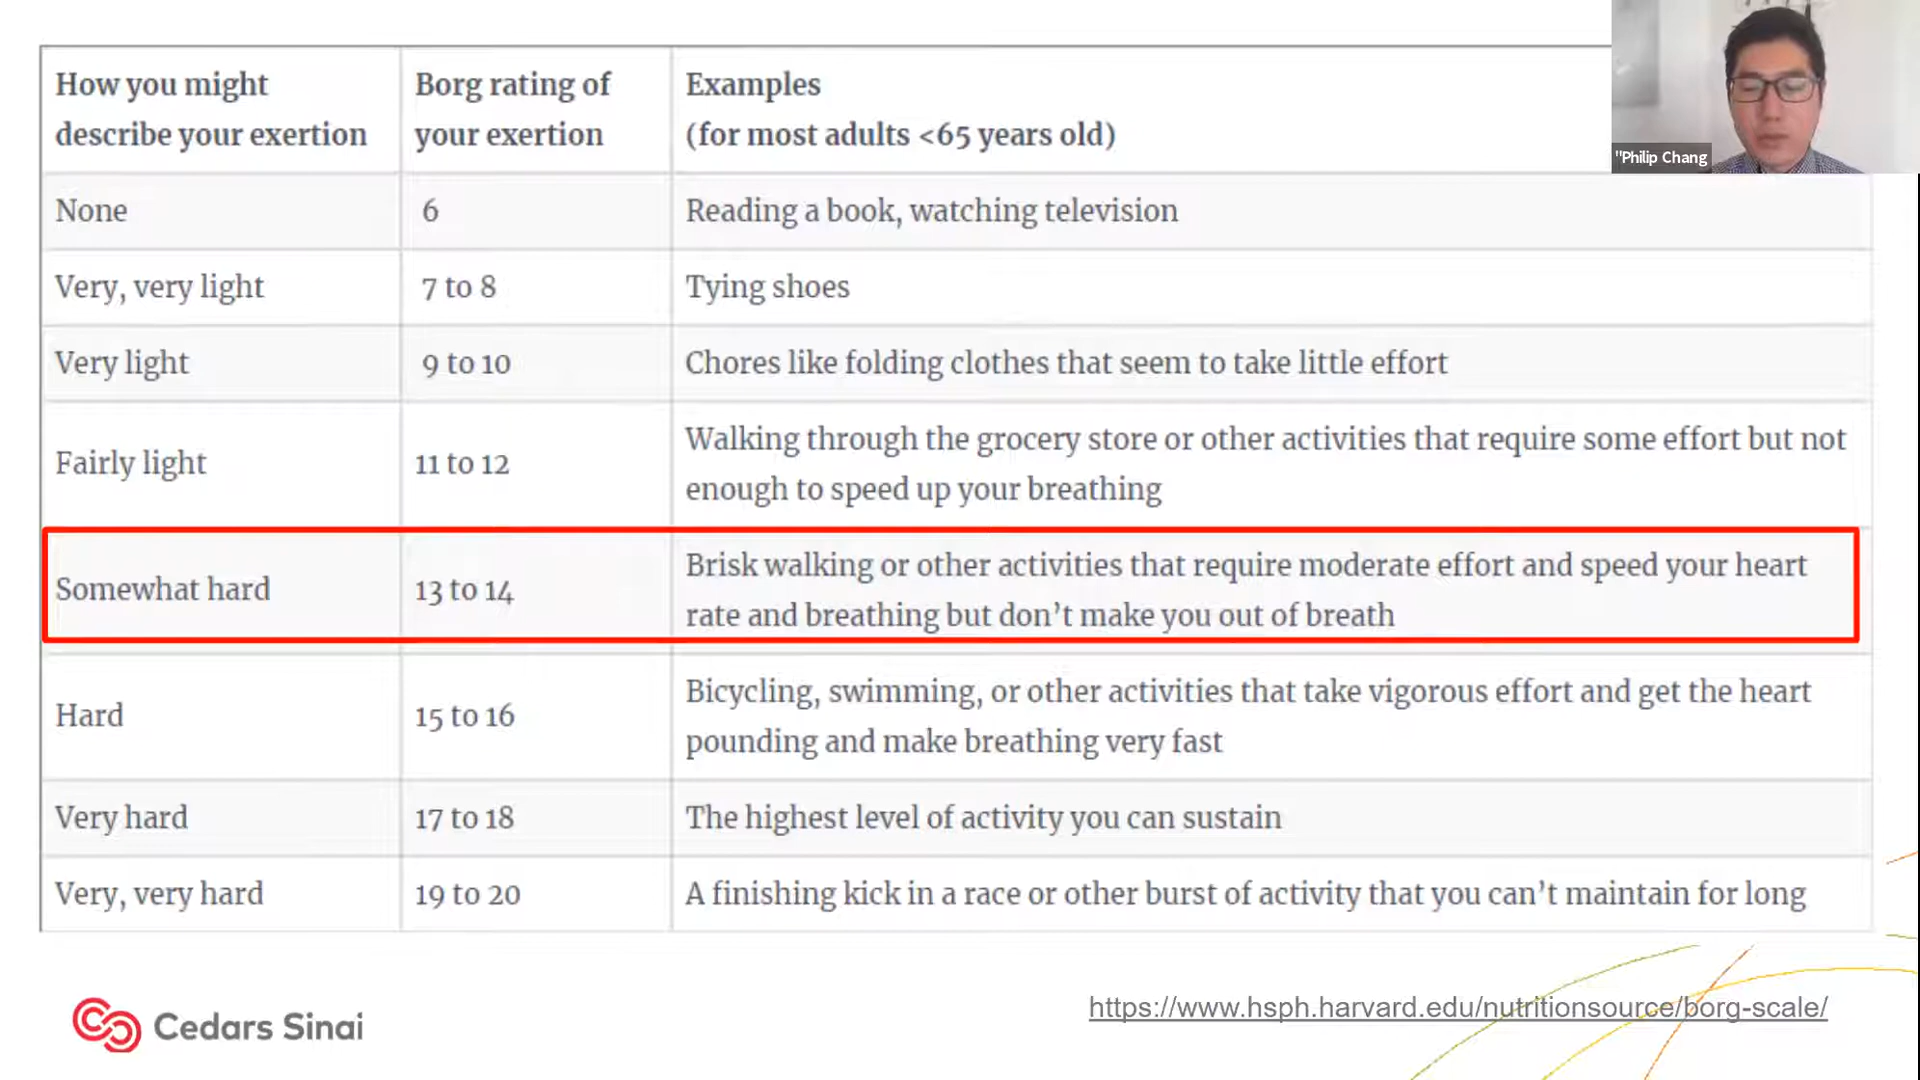 How you might
describe your exertion
Borg rating of
your exertion
Examples
(for most adults <65 years old)
"Philip Chang
None
6
Reading a book, watching television
Very, very light
7 to 8
Tying shoes
Very light
9 to 10
Chores like folding clothes that seem to take little effort
Fairly light
11 to 12
Walking through the grocery store or other activities that require some effort but not
enough to speed up your breathing
Somewhat hard
13 to 14
Brisk walking or other activities that require moderate effort and speed your heart
rate and breathing but don’t make you out of breath
Hard
15 to 16
Bicycling, swimming, or other activities that take vigorous effort and get the heart
pounding and make breathing very fast
Very hard
17 to 18
The highest level of activity you can sustain
Very, very hard
19 to 20
A finishing kick in a race or other burst of activity that you can’t maintain for long
Cedars Sinai
https://www.hsph.harvard.edu/nutritionsource/borg-scale/